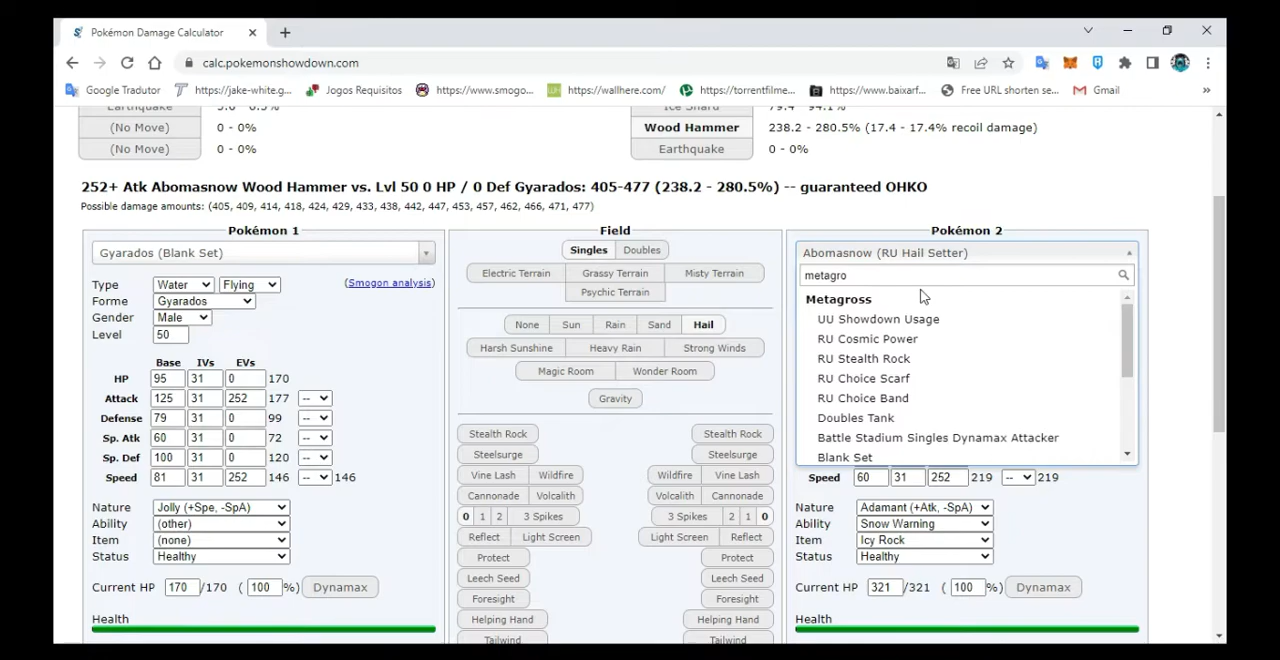 Pokémon Damage Calculator
calc.pokemonshowdown.com
Google Tradutor https://jake-white.g... Jogos Requisitos https://www.smogo... https://wallhere.com/ https://torrentfilme... https://www.baixarf... Free URL shorten se... Gmail »
Earthquake
Ice Shard 79.4 - 94.1%
(No Move) 0 - 0% Wood Hammer 238.2 - 280.5% (17.4 - 17.4% recoil damage)
(No Move) 0 - 0% Earthquake 0 - 0%
252+ Atk Abomasnow Wood Hammer vs. Lvl 50 0 HP / 0 Def Gyarados: 405-477 (238.2 - 280.5%) -- guaranteed OHKO
Possible damage amounts: (405, 409, 414, 418, 424, 429, 433, 438, 442, 447, 453, 457, 462, 466, 471, 477)
Pokémon 1
Gyarados (Blank Set)
Type Water Flying (Smogon analysis)
Forme Gyarados
Gender Male
Level 50
Base IVs EVs
HP 95 31 0 170
Attack 125 31 252 177 --
Defense 79 31 0 99 --
Sp. Atk 60 31 0 72 --
Sp. Def 100 31 0 120 --
Speed 81 31 252 146 -- 146
Nature Jolly (+Spe, -SpA)
Ability (other)
Item (none)
Status Healthy
Current HP 170 /170 ( 100 %) Dynamax
Health
Field
Singles Doubles
Electric Terrain Grassy Terrain Misty Terrain
Psychic Terrain
None Sun Rain Sand Hail
Harsh Sunshine Heavy Rain Strong Winds
Magic Room Wonder Room
Gravity
Stealth Rock Stealth Rock
Steelsurge Steelsurge
Vine Lash Wildfire Wildfire Vine Lash
Cannonade Volcalith Volcalith Cannonade
0 1 2 3 Spikes 3 Spikes 2 1 0
Reflect Light Screen Light Screen Reflect
Protect Protect
Leech Seed Leech Seed
Foresight Foresight
Helping Hand Helping Hand
Tailwind Tailwind
Pokémon 2
Abomasnow (RU Hail Setter)
metagro
Metagross
UU Showdown Usage
RU Cosmic Power
RU Stealth Rock
RU Choice Scarf
RU Choice Band
Doubles Tank
Battle Stadium Singles Dynamax Attacker
Blank Set
Speed 60 31 252 219 -- 219
Nature Adamant (+Atk, -SpA)
Ability Snow Warning
Item Icy Rock
Status Healthy
Current HP 321 /321 ( 100 %) Dynamax
Health